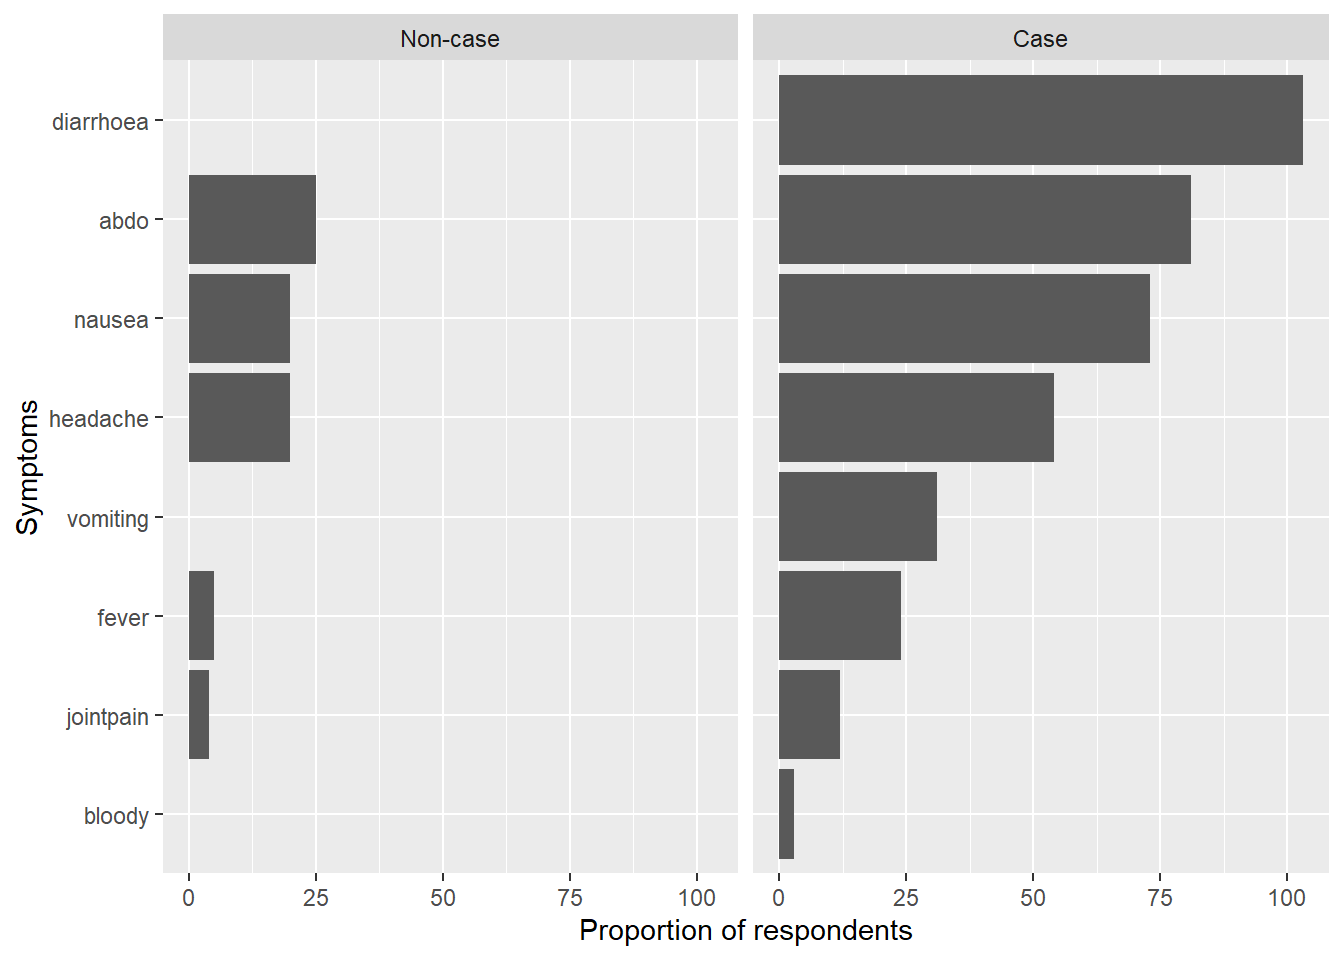 Non-case
Case
Symptoms
diarrhoea
abdo
nausea
headache
vomiting
fever
jointpain
bloody
0 25 50 75 100
0 25 50 75 100
Proportion of respondents